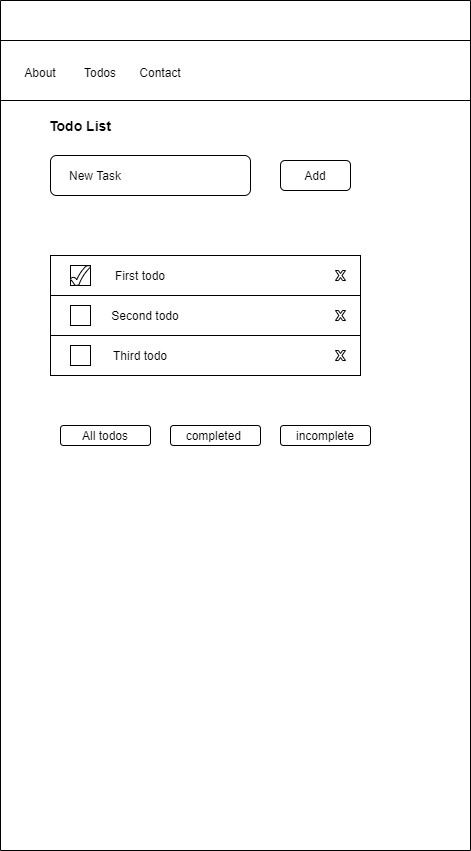 About Todos Contact
Todo List
New Task Add
First todo X
Second todo X
Third todo X
All todos completed incomplete